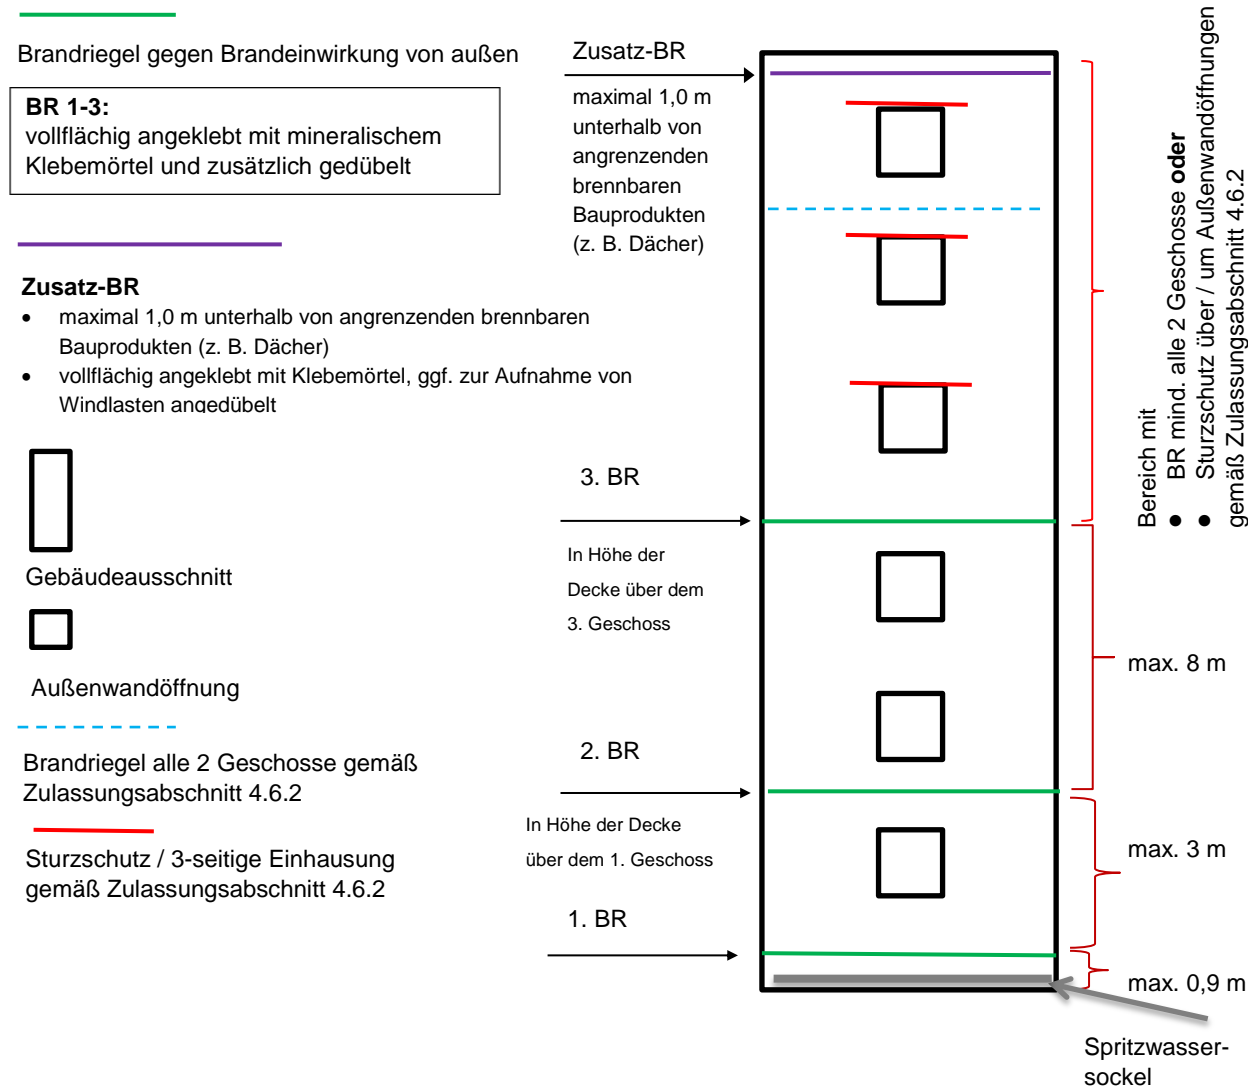 Brandriegel gegen Brandeinwirkung von außen
BR 1-3:
vollflächig angeklebt mit mineralischem
Klebemörtel und zusätzlich gedübelt
Zusatz-BR
• maximal 1,0 m unterhalb von angrenzenden brennbaren
Bauprodukten (z. B. Dächer)
• vollflächig angeklebt mit Klebemörtel, ggf. zur Aufnahme von
Windlasten angedübelt
Gebäudeausschnitt
Außenwandöffnung
Brandriegel alle 2 Geschosse gemäß
Zulassungsabschnitt 4.6.2
Sturzschutz / 3-seitige Einhausung
gemäß Zulassungsabschnitt 4.6.2
Zusatz-BR
maximal 1,0 m
unterhalb von
angrenzenden
brennbaren
Bauprodukten
(z. B. Dächer)
3. BR
In Höhe der
Decke über dem
3. Geschoss
2. BR
In Höhe der Decke
über dem 1. Geschoss
1. BR
Bereich mit
● BR mind. alle 2 Geschosse oder
● Sturzschutz über / um Außenwandöffnungen
gemäß Zulassungsabschnitt 4.6.2
max. 8 m
max. 3 m
max. 0,9 m
Spritzwasser-
sockel